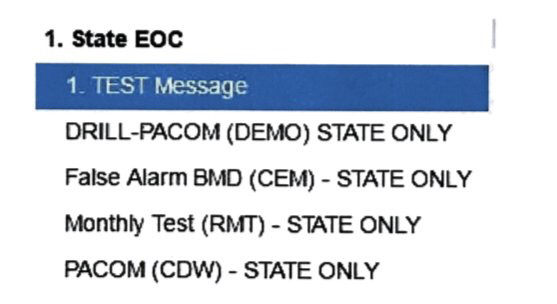 1. State EOC
1. TEST Message
DRILL-PACOM (DEMO) STATE ONLY
False Alarm BMD (CEM) - STATE ONLY
Monthly Test (RMT) - STATE ONLY
PACOM (CDW) - STATE ONLY